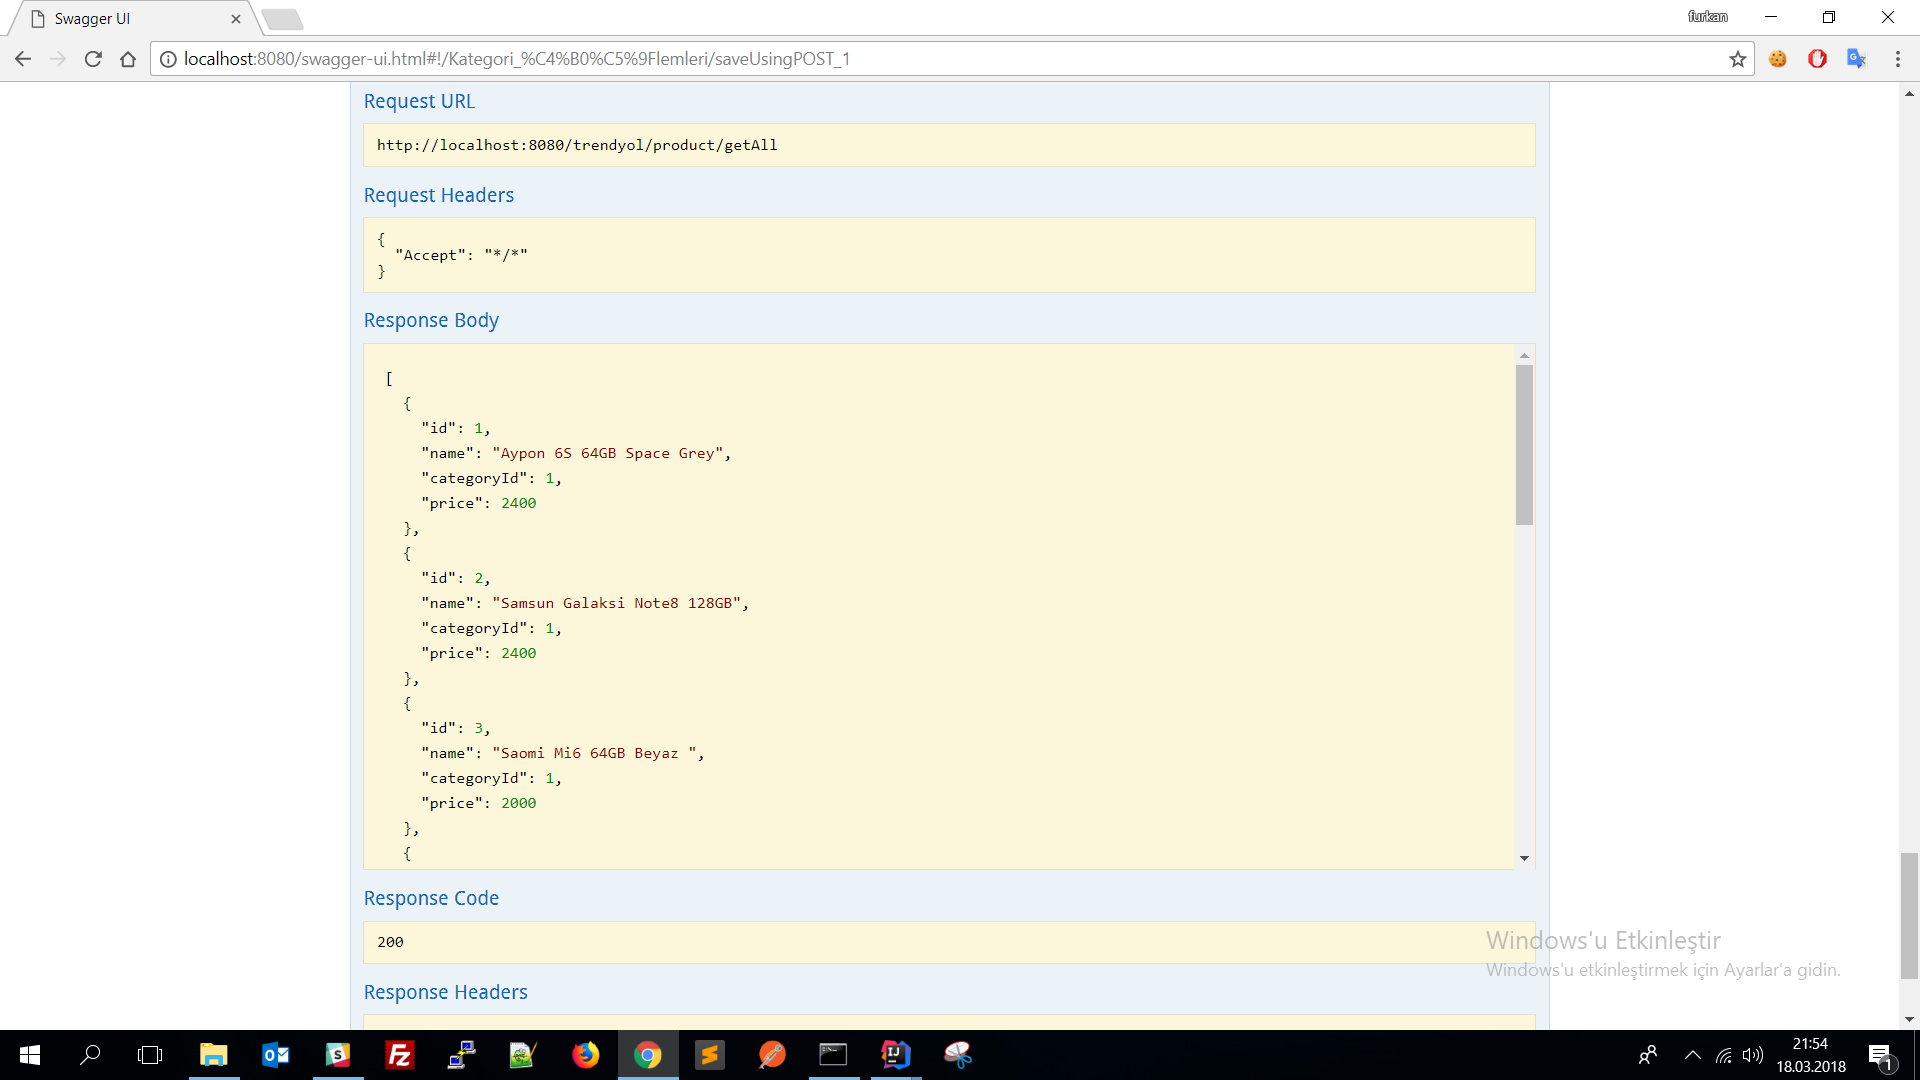 Swagger UI
furkan
localhost:8080/swagger-ui.html#!/Kategori_%C4%B0%C5%9Flemleri/saveUsingPOST_1
Request URL
http://localhost:8080/trendyol/product/getAll
Request Headers
{
"Accept": "*/*"
}
Response Body
[
{
"id": 1,
"name": "Aypon 6S 64GB Space Grey",
"categoryId": 1,
"price": 2400
},
{
"id": 2,
"name": "Samsun Galaksi Note8 128GB",
"categoryId": 1,
"price": 2400
},
{
"id": 3,
"name": "Saomi Mi6 64GB Beyaz ",
"categoryId": 1,
"price": 2000
},
{
Response Code
200
Response Headers
Windows'u Etkinleştir
Windows'u etkinleştirmek için Ayarlar'a gidin.
21:54
18.03.2018
1